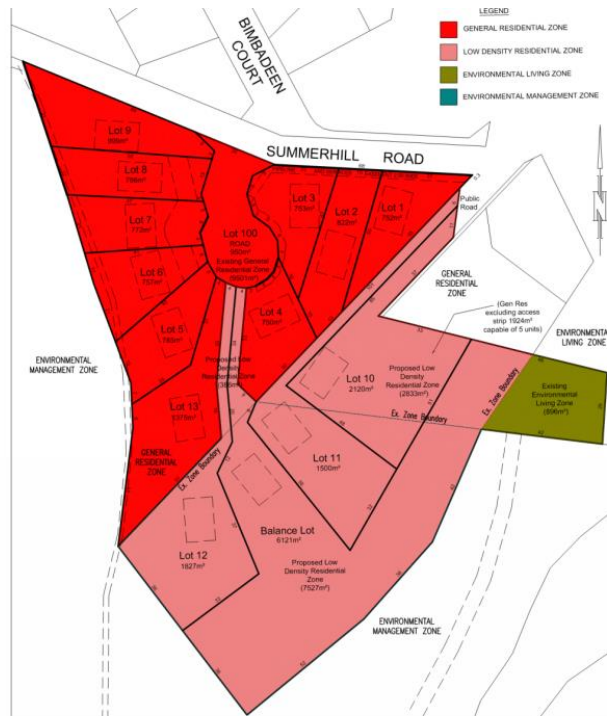 LEGEND
GENERAL RESIDENTIAL ZONE
LOW DENSITY RESIDENTIAL ZONE
ENVIRONMENTAL LIVING ZONE
ENVIRONMENTAL MANAGEMENT ZONE
BIMBADEEN
COURT
SUMMERHILL ROAD
Lot 9
Lot 8
Lot 7
Lot 6
Lot 5
Lot 13
Lot 100
ROAD
Existing General
Residential Zone
Lot 3
Lot 2
822m²
Lot 1
752m²
Lot 4
Public
Road
GENERAL
RESIDENTIAL
ZONE
(Gen Res
excluding access
strip 1924m²
capable of 5 units)
ENVIRONMENTAL
LIVING ZONE
ENVIRONMENTAL
MANAGEMENT ZONE
Proposed Low
Density
Residential
Zone
Lot 10
2120m²
Proposed Low
Density Residential
Zone
(2833m²)
Existing
Environmental
Living Zone
(896m²)
Ex. Zone Boundary
Ex. Zone Boundary
Ex. Zone Boundary
GENERAL
RESIDENTIAL
ZONE
Lot 11
1500m²
Lot 12
1827m²
Balance Lot
6121m²
Proposed Low
Density Residential
Zone
(7527m²)
ENVIRONMENTAL
MANAGEMENT ZONE